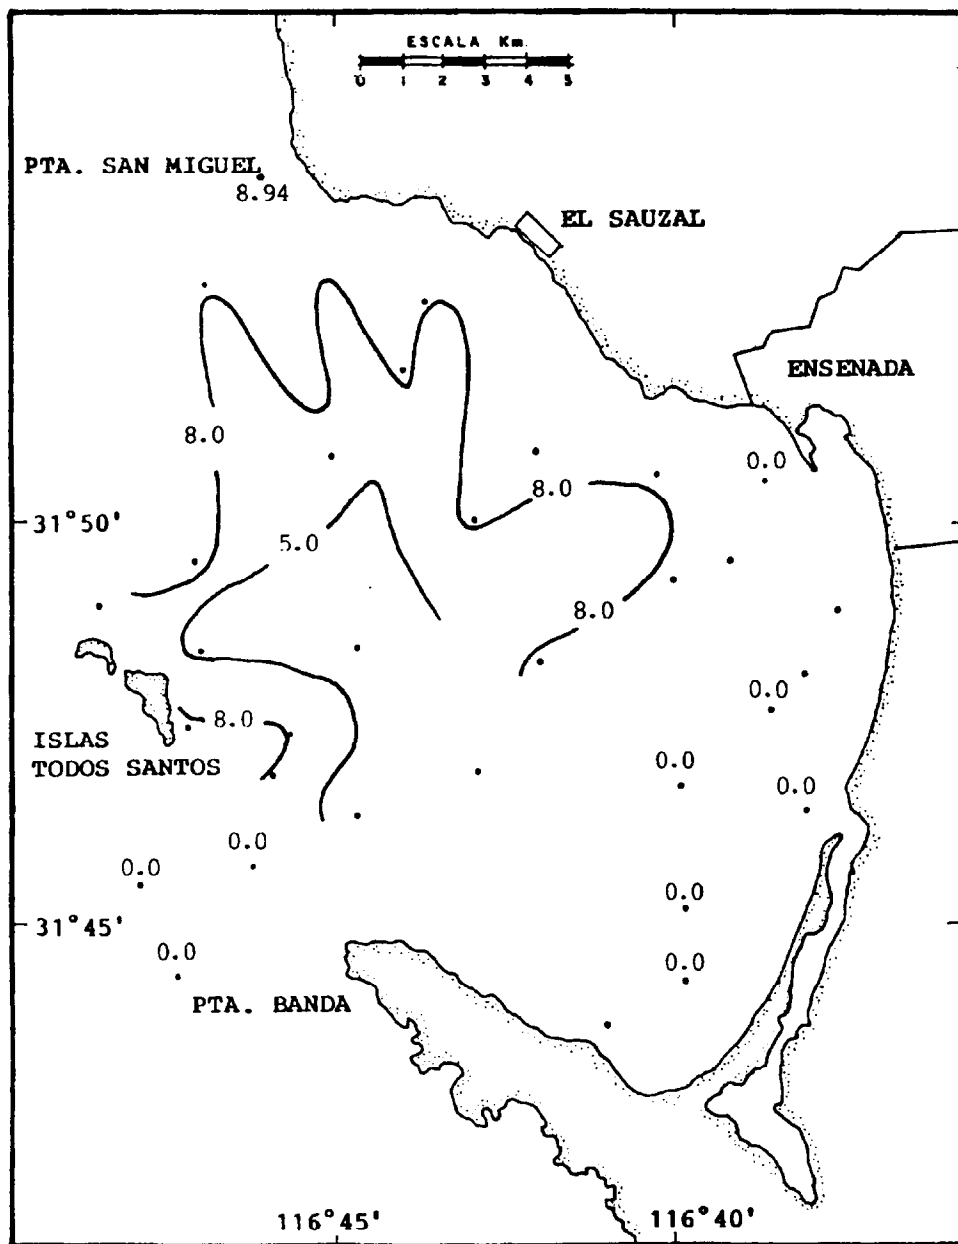 ESCALA Km.
0 1 2 3 4 5
PTA. SAN MIGUEL
8.94
EL SAUZAL
ENSENADA
8.0
0.0
8.0
31°50'
5.0
8.0
0.0
8.0
ISLAS
TODOS SANTOS
0.0
0.0
0.0
0.0
0.0
31°45'
0.0
0.0
PTA. BANDA
116°45'
116°40'